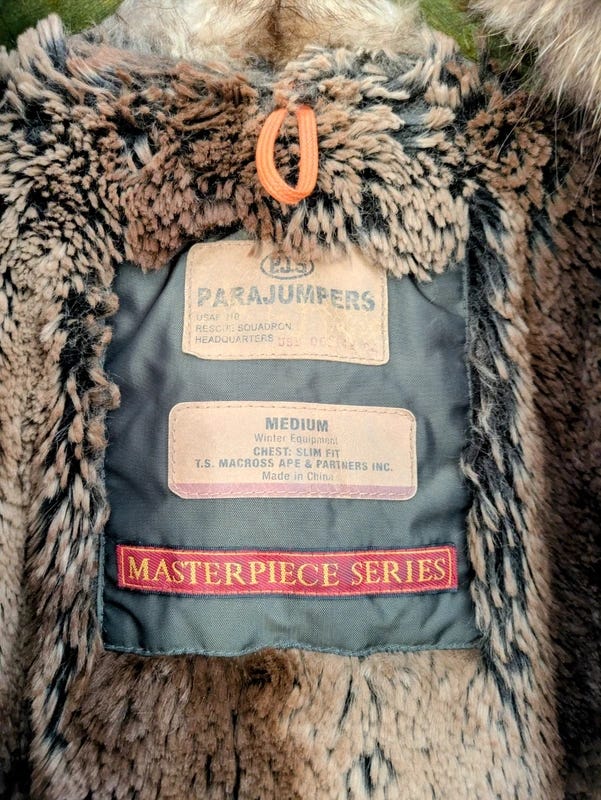 P.J.S
PARAJUMPERS
USAF 210
RESCUE SQUADRON
HEADQUARTERS
MEDIUM
Winter Equipment
CHEST: SLIM FIT
T.S. MACROSS APE & PARTNERS INC.
Made in China
MASTERPIECE SERIES